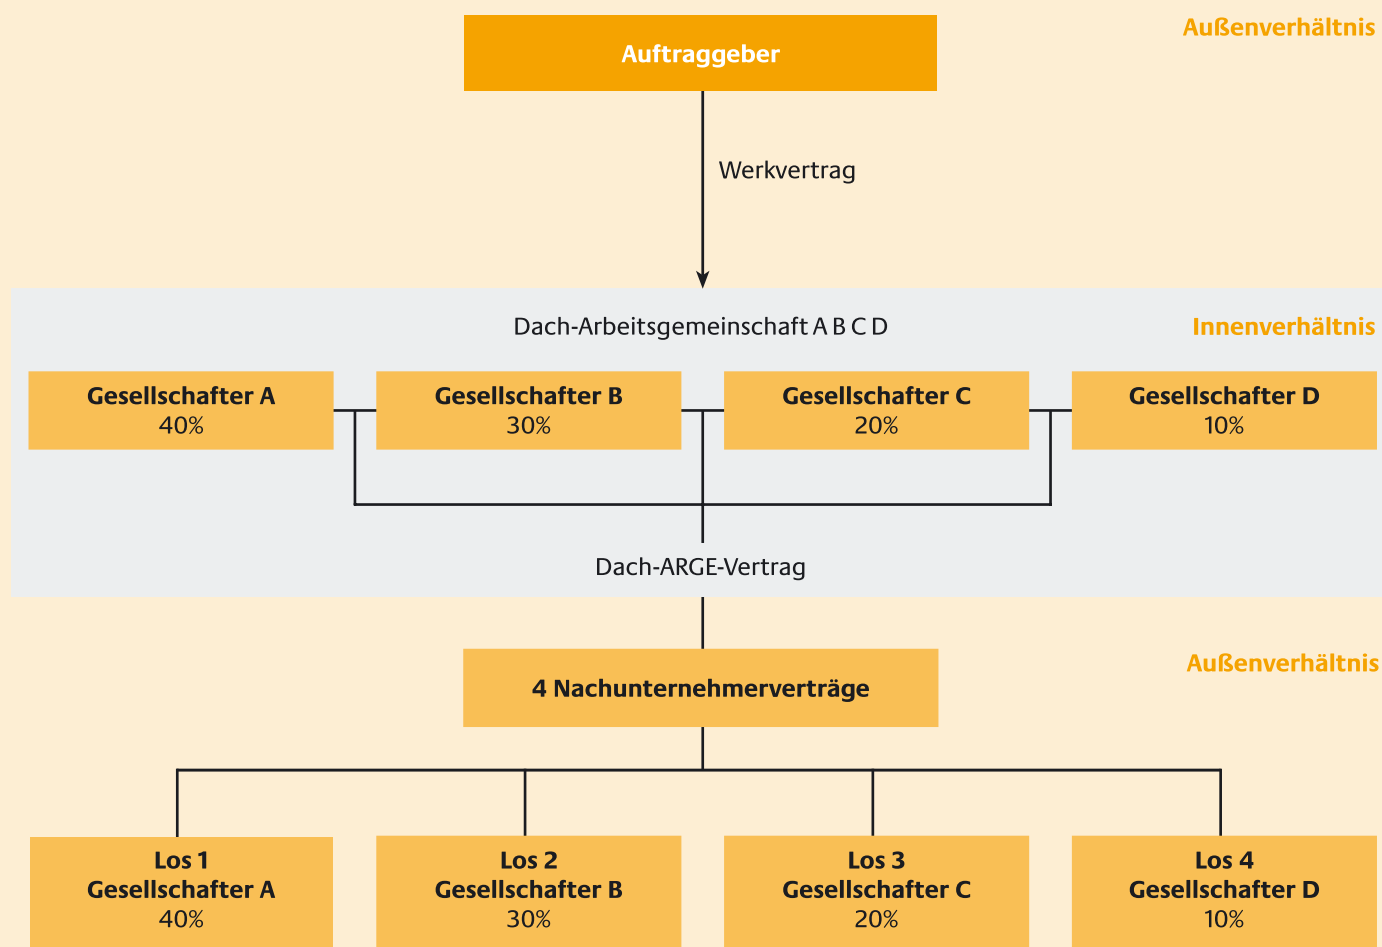 Außenverhältnis
Auftraggeber
Werkvertrag
Dach-Arbeitsgemeinschaft A B C D
Innenverhältnis
Gesellschafter A
40%
Gesellschafter B
30%
Gesellschafter C
20%
Gesellschafter D
10%
Dach-ARGE-Vertrag
Außenverhältnis
4 Nachunternehmerverträge
Los 1
Gesellschafter A
40%
Los 2
Gesellschafter B
30%
Los 3
Gesellschafter C
20%
Los 4
Gesellschafter D
10%